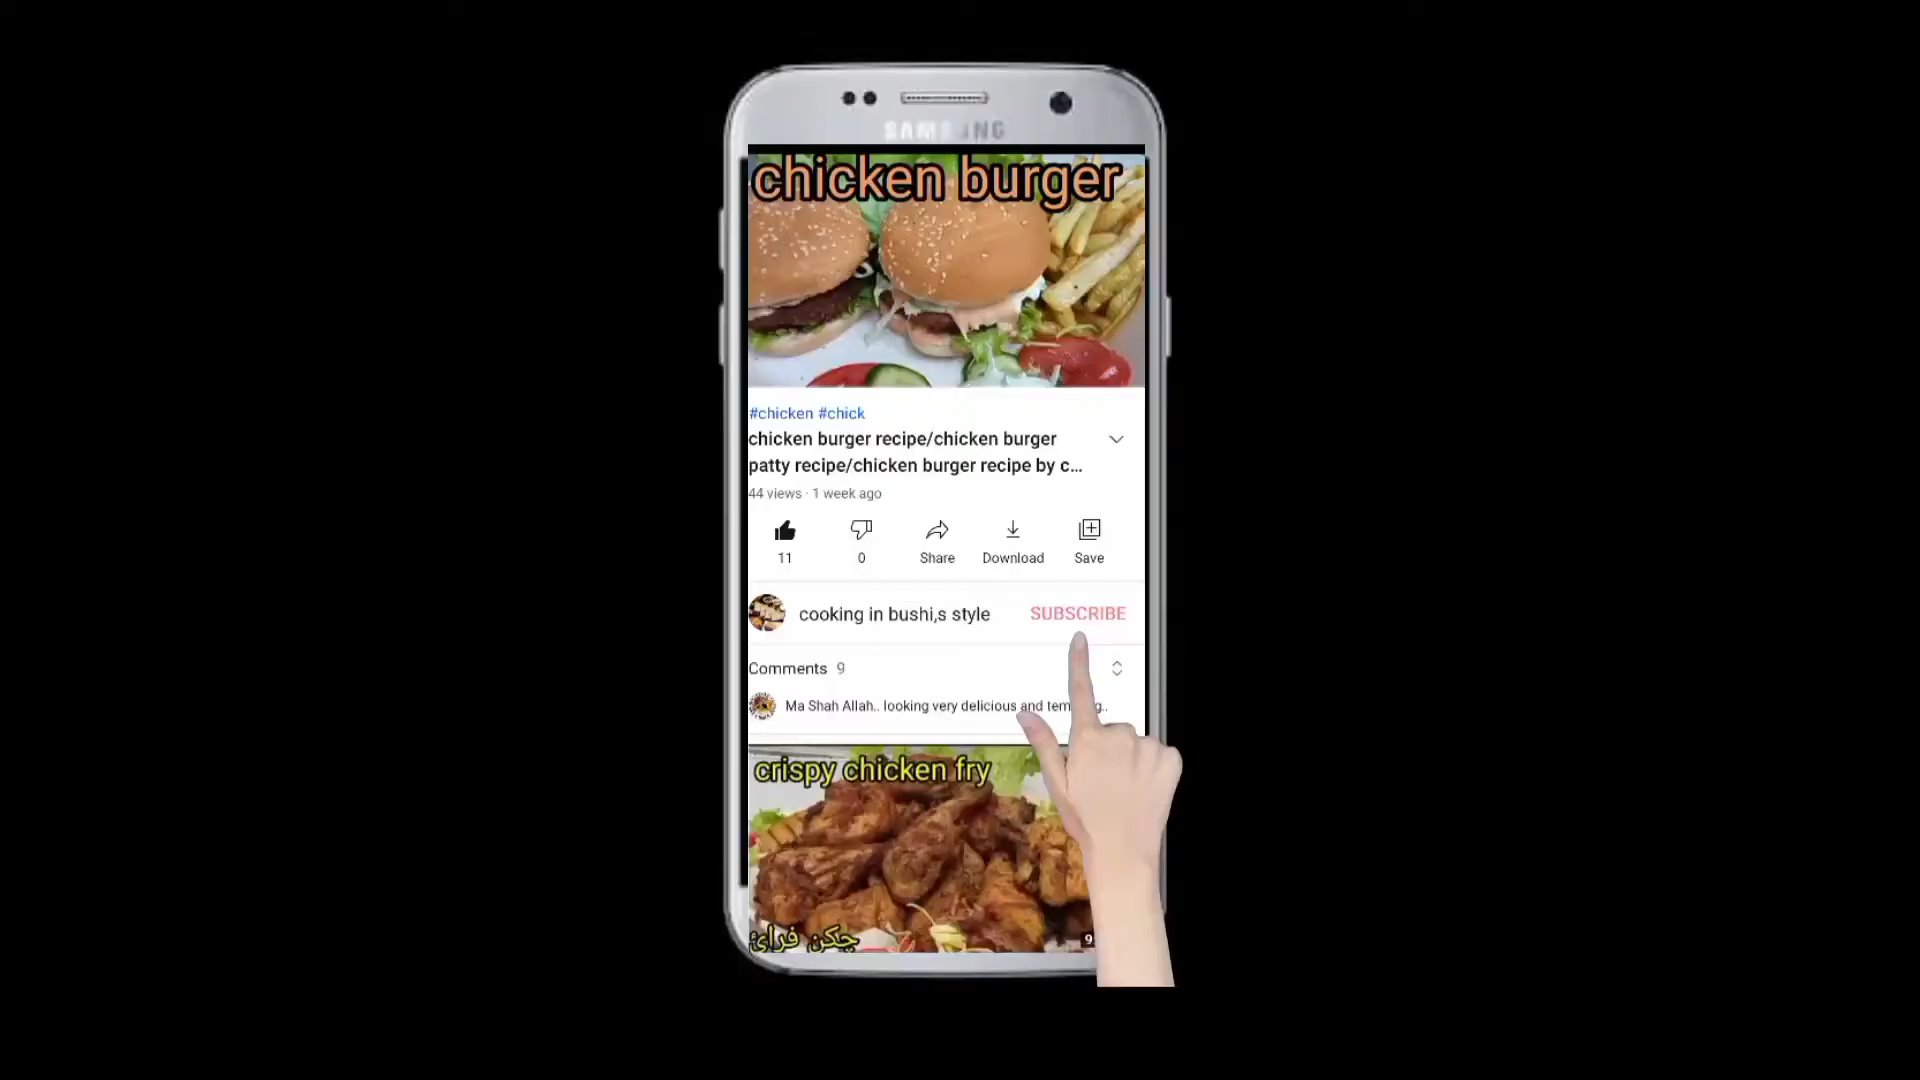 SAMSUNG
chicken burger
#chicken #chick
chicken burger recipe/chicken burger
patty recipe/chicken burger recipe by c...
44 views · 1 week ago
11
0
Share
Download
Save
cooking in bushi,s style
SUBSCRIBE
Comments 9
Ma Shah Allah.. looking very delicious and
crispy chicken fry
چکن فرائ